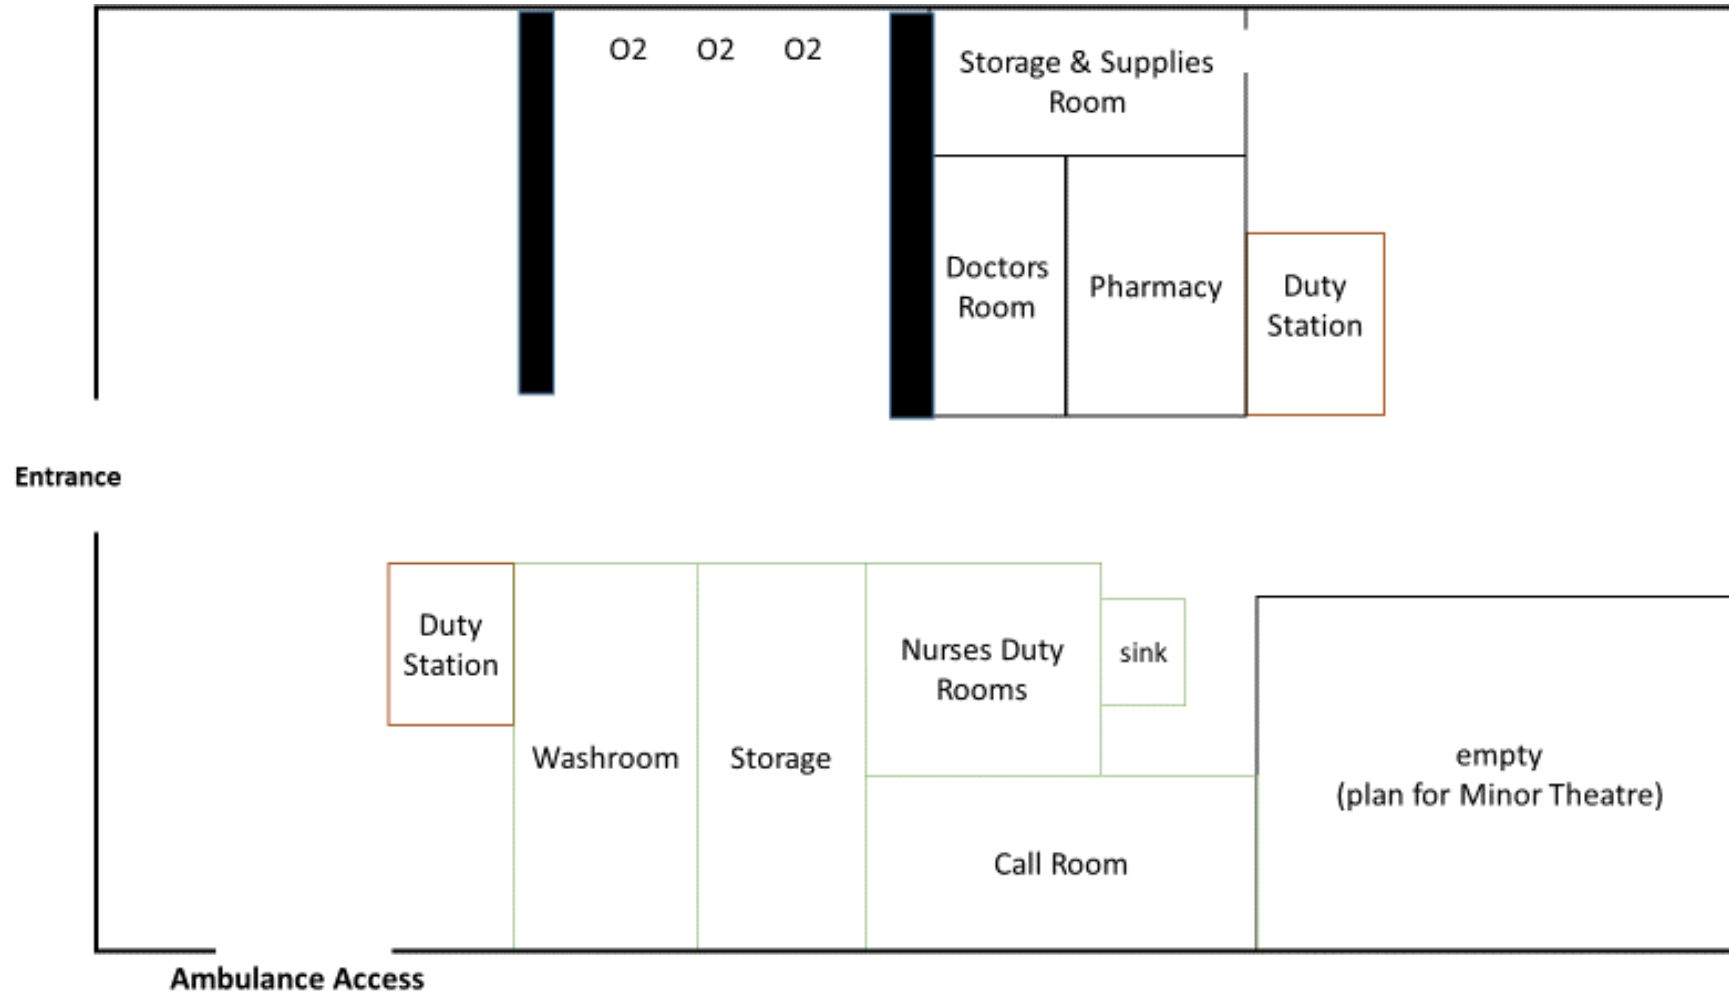 O2 O2 O2
Storage & Supplies
Room
Doctors
Room
Pharmacy
Duty
Station
Entrance
Duty
Station
Washroom
Storage
Nurses Duty
Rooms
sink
Call Room
empty
(plan for Minor Theatre)
Ambulance Access